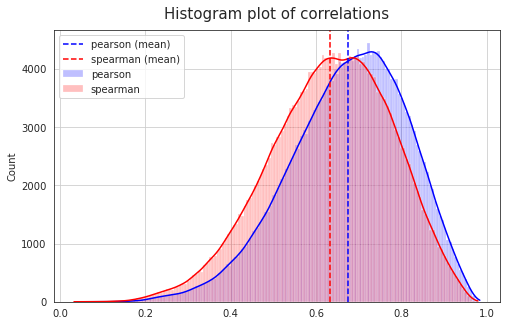 Histogram plot of correlations
pearson (mean)
spearman (mean)
pearson
spearman
Count
4000
3000
2000
1000
0
0.0 0.2 0.4 0.6 0.8 1.0